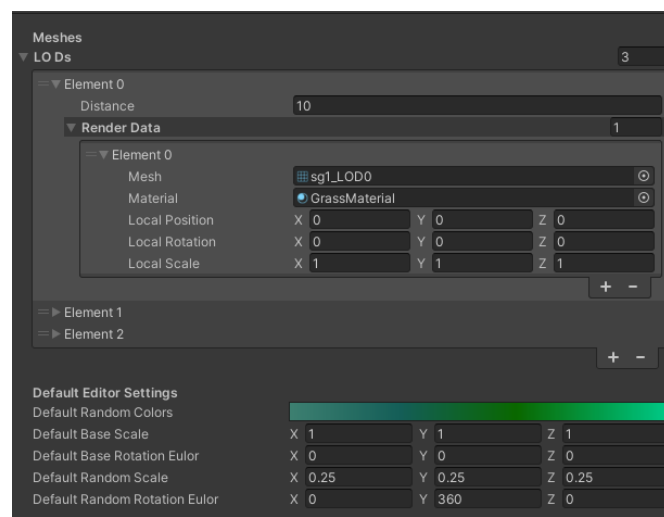 Meshes
LO Ds 3
Element 0
Distance 10
Render Data 1
Element 0
Mesh sg1_LOD0
Material GrassMaterial
Local Position X 0 Y 0 Z 0
Local Rotation X 0 Y 0 Z 0
Local Scale X 1 Y 1 Z 1
+ -
Element 1
Element 2
+ -
Default Editor Settings
Default Random Colors
Default Base Scale X 1 Y 1 Z 1
Default Base Rotation Eulor X 0 Y 0 Z 0
Default Random Scale X 0.25 Y 0.25 Z 0.25
Default Random Rotation Eulor X 0 Y 360 Z 0